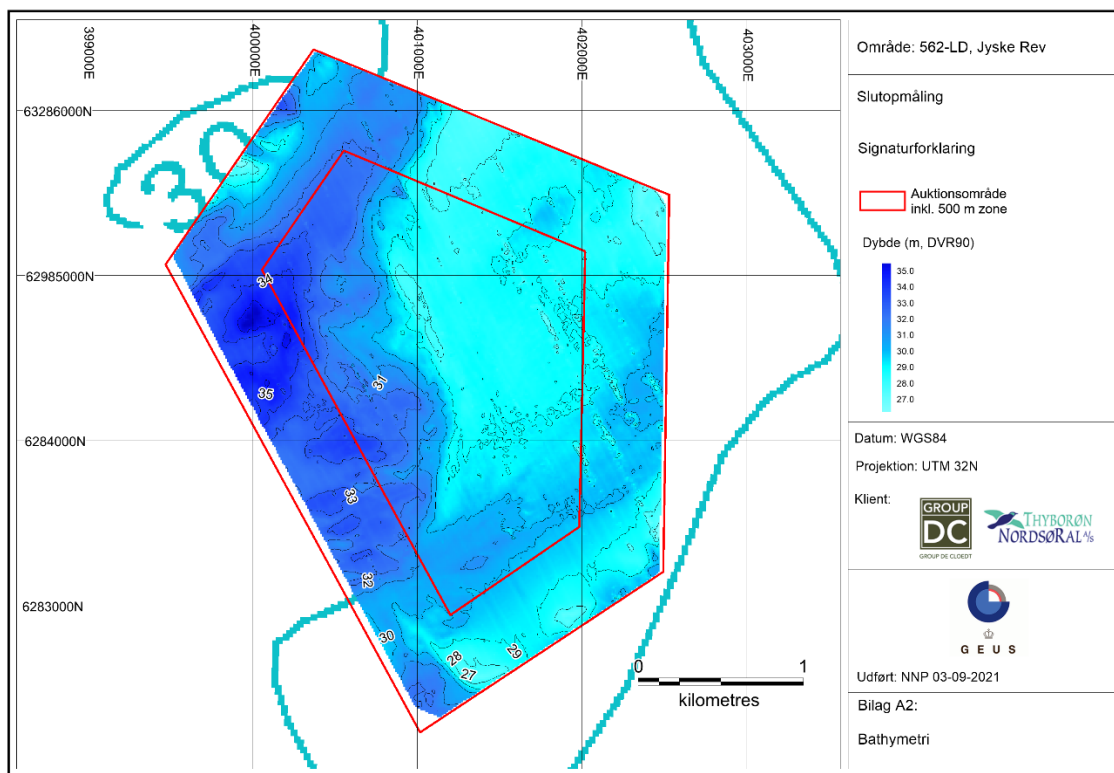 399000E
400000E
401000E
402000E
403000E
63286000N
62985000N
6284000N
6283000N
30
34
35
31
33
32
30
28
27
29
0
1
kilometres
Område: 562-LD, Jyske Rev
Slutopmåling
Signaturforklaring
Auktionsområde
inkl. 500 m zone
Dybde (m, DVR90)
35.0
34.0
33.0
32.0
31.0
30.0
29.0
28.0
27.0
Datum: WGS84
Projektion: UTM 32N
Klient:
GROUP
DC
GROUP DE CLOEDT
THYBORØN
NORDSØRAL A/S
GEUS
Udført: NNP 03-09-2021
Bilag A2:
Bathymetri